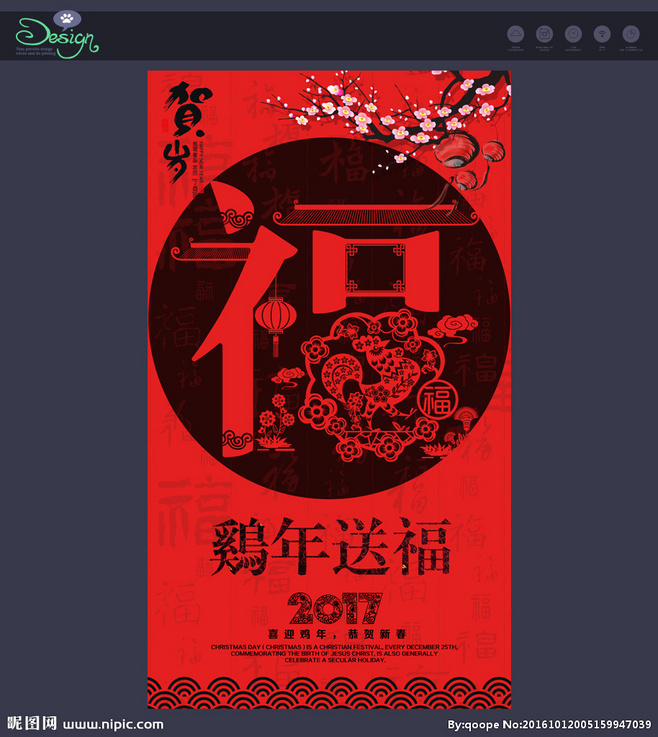 Design
賀岁
福
福
鷄年送福
2017
喜迎鸡年，恭贺新春
CHRISTMAS DAY ( CHRISTMAS ) IS A CHRISTIAN FESTIVAL, EVERY DECEMBER 25TH,
COMMEMORATING THE BIRTH OF JESUS CHRIST, IS ALSO GENERALLY
CELEBRATE A SECULAR HOLIDAY.
昵图网 www.nipic.com
By:qoope No:20161012005159947039